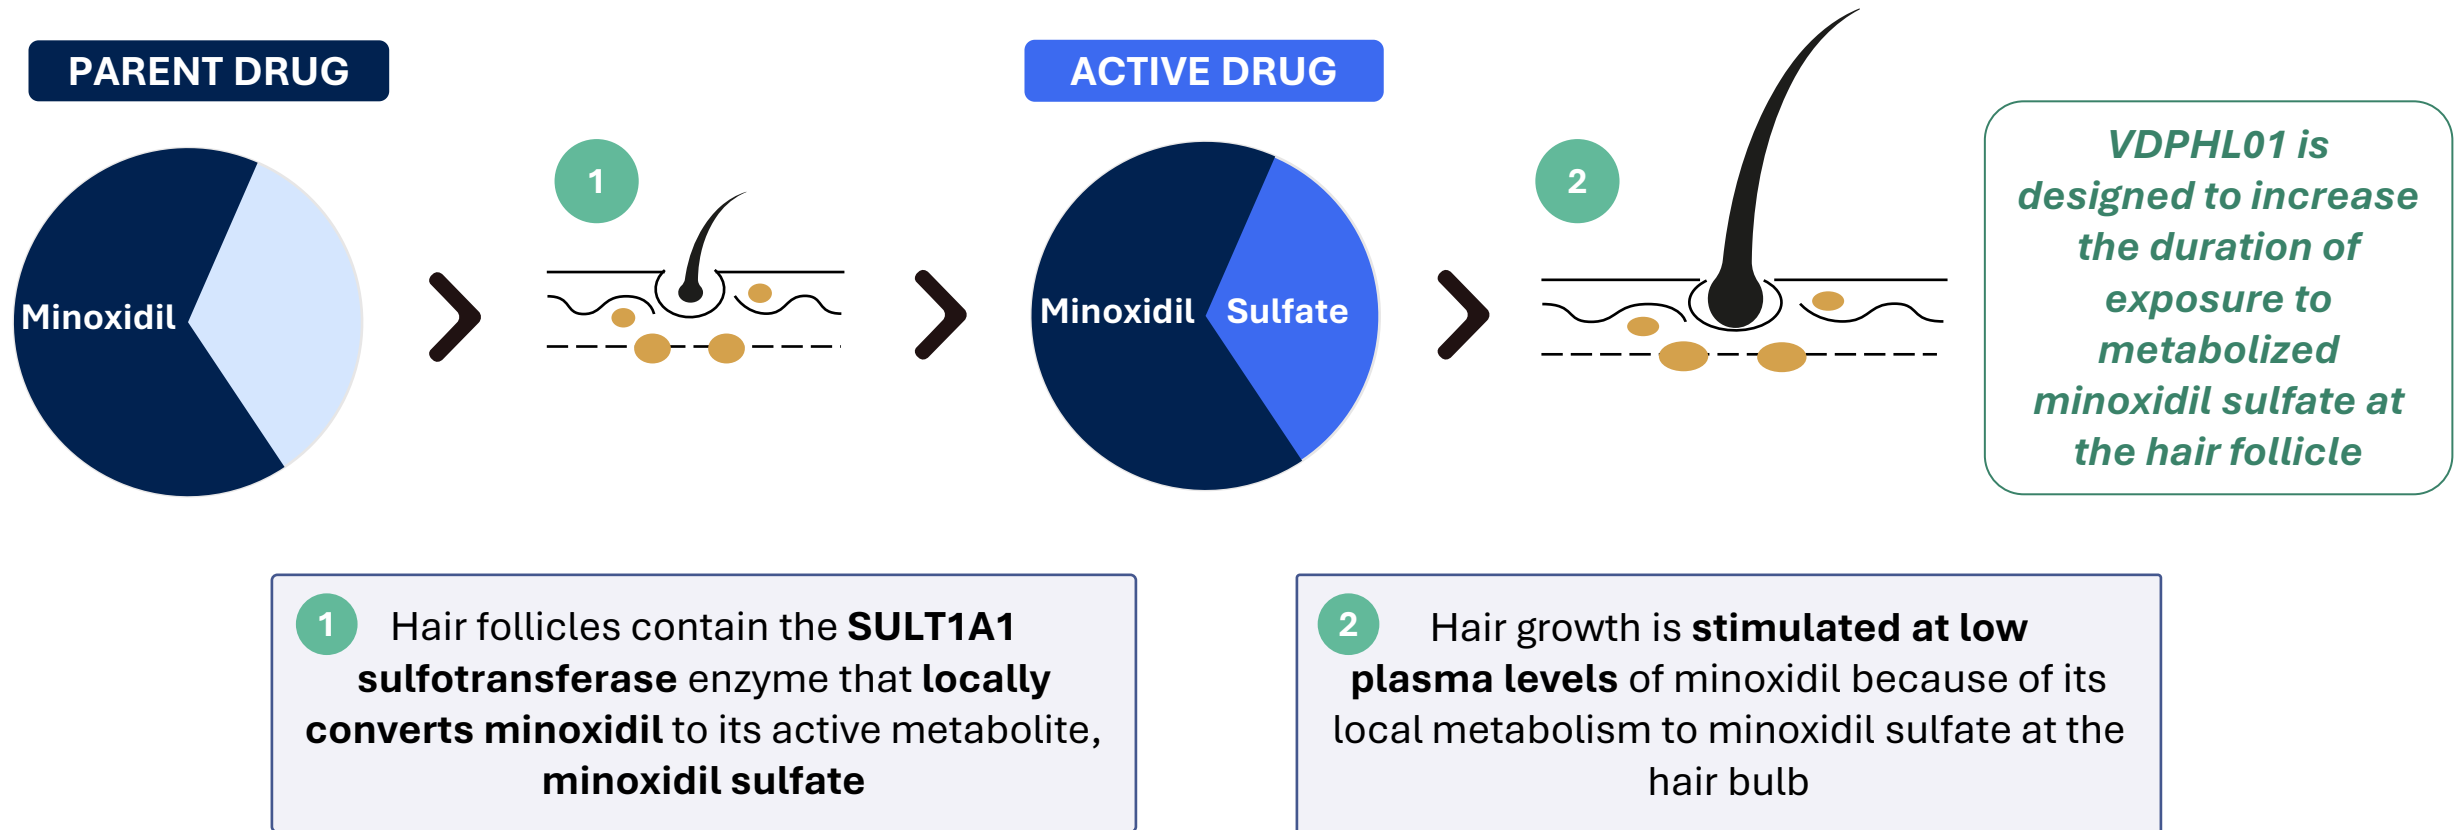 PARENT DRUG
ACTIVE DRUG
Minoxidil
1
Minoxidil
Sulfate
2
VDPHL01 is
designed to increase
the duration of
exposure to
metabolized
minoxidil sulfate at
the hair follicle
1
Hair follicles contain the SULT1A1
sulfotransferase enzyme that locally
converts minoxidil to its active metabolite,
minoxidil sulfate
2
Hair growth is stimulated at low
plasma levels of minoxidil because of its
local metabolism to minoxidil sulfate at the
hair bulb